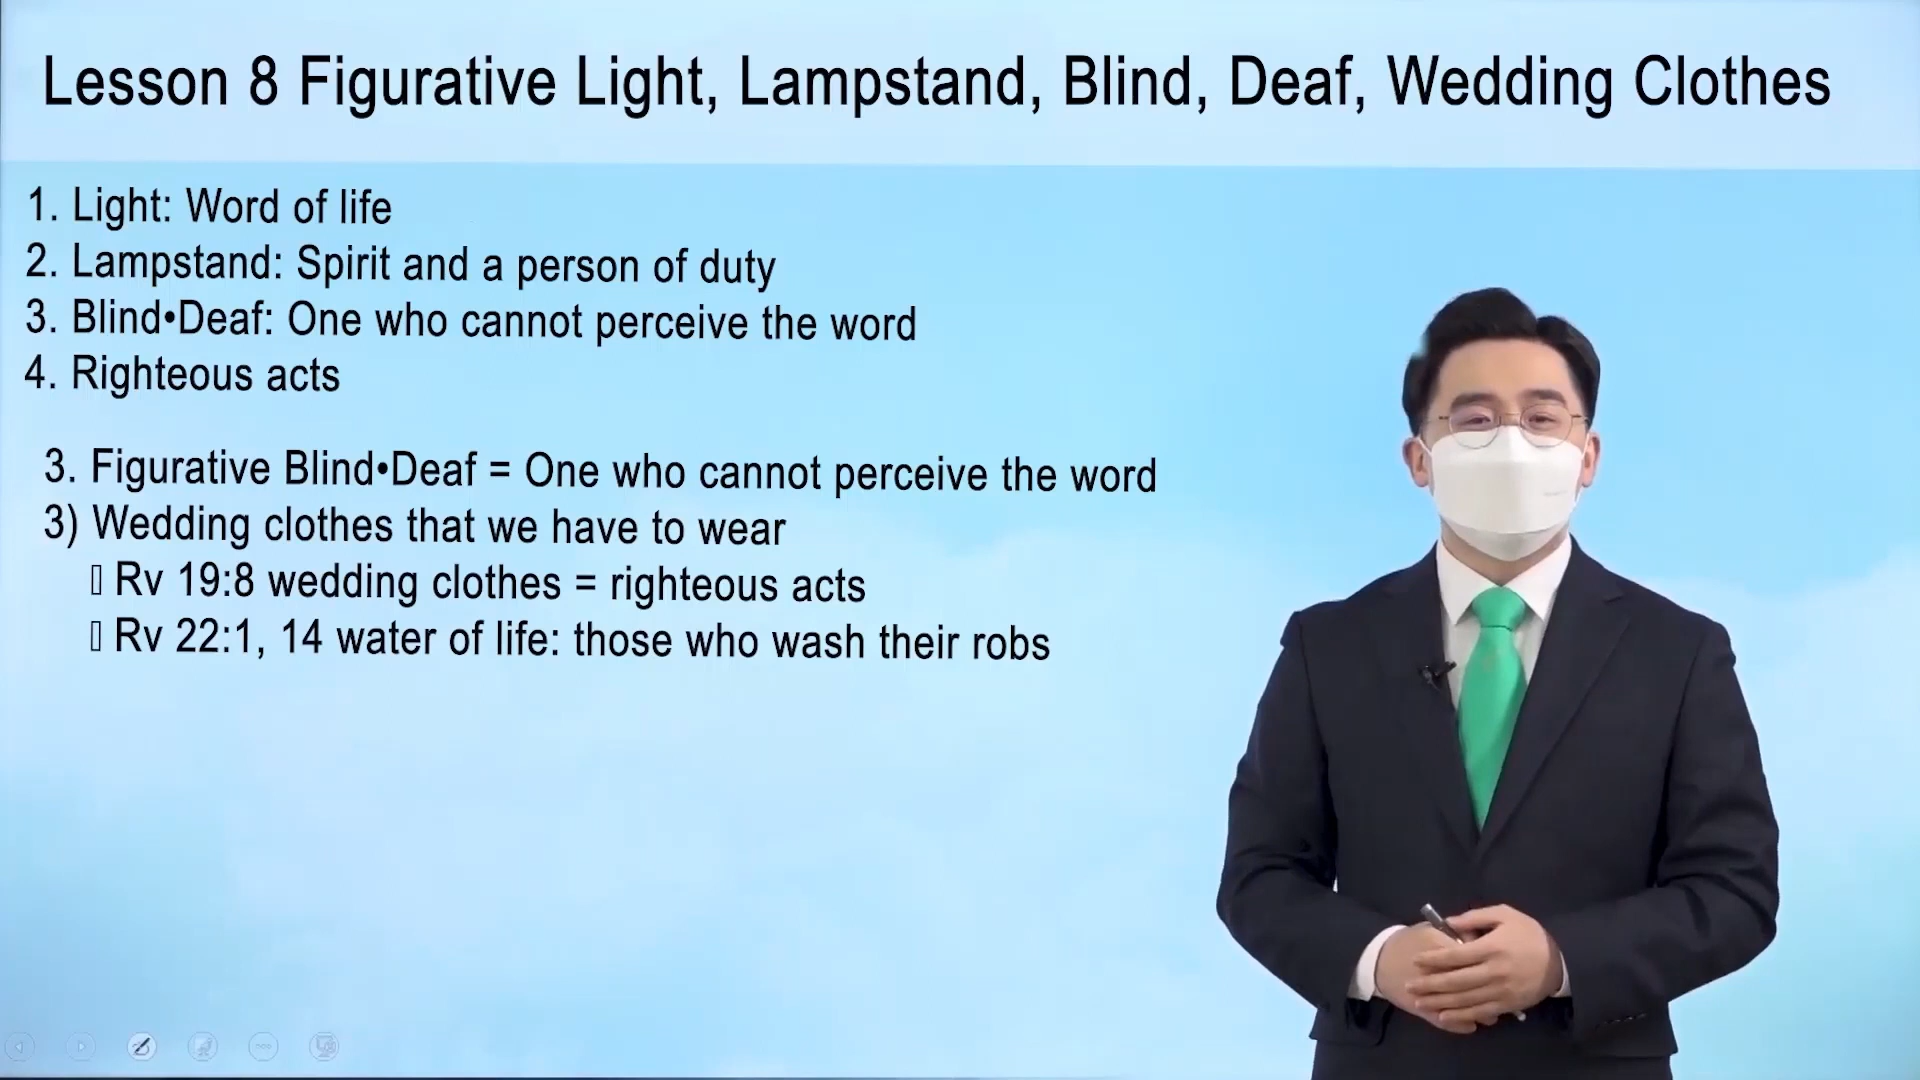 Lesson 8 Figurative Light, Lampstand, Blind, Deaf, Wedding Clothes
1. Light: Word of life
2. Lampstand: Spirit and a person of duty
3. Blind•Deaf: One who cannot perceive the word
4. Righteous acts
3. Figurative Blind•Deaf = One who cannot perceive the word
3) Wedding clothes that we have to wear
Rv 19:8 wedding clothes = righteous acts
Rv 22:1, 14 water of life: those who wash their robs